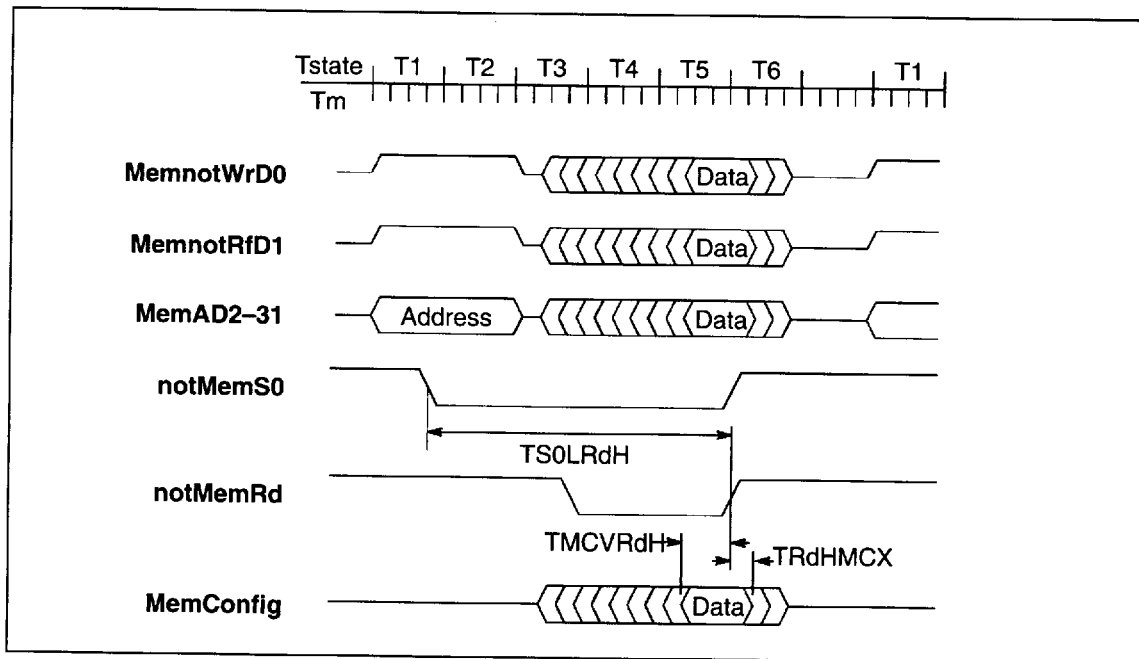 Tstate T1 T2 T3 T4 T5 T6 T1
Tm
MemnotWrD0 Data
MemnotRfD1 Data
MemAD2–31 Address Data
notMemS0
TS0LRdH
notMemRd
TMCVRdH TRdHMCX
MemConfig Data